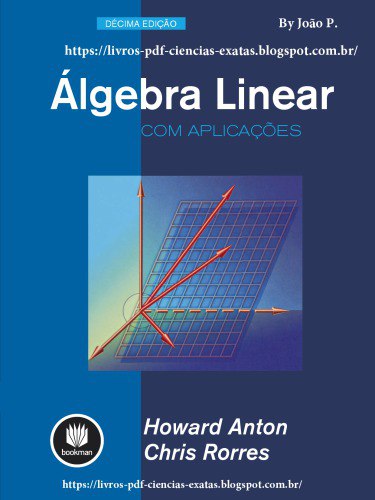 DÉCIMA EDIÇÃO
By João P.
https://livros-pdf-ciencias-exatas.blogspot.com.br/
Álgebra Linear
COM APLICAÇÕES
Howard Anton
Chris Rorres
bookman
https://livros-pdf-ciencias-exatas.blogspot.com.br/